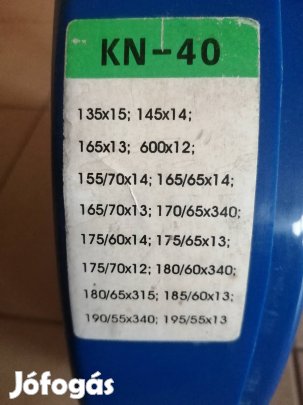 KN-40
135x15; 145x14;
165x13; 600x12;
155/70x14; 165/65x14;
165/70x13; 170/65x340;
175/60x14; 175/65x13;
175/70x12; 180/60x340;
180/65x315; 185/60x13;
190/55x340; 195/55x13
Jófogás